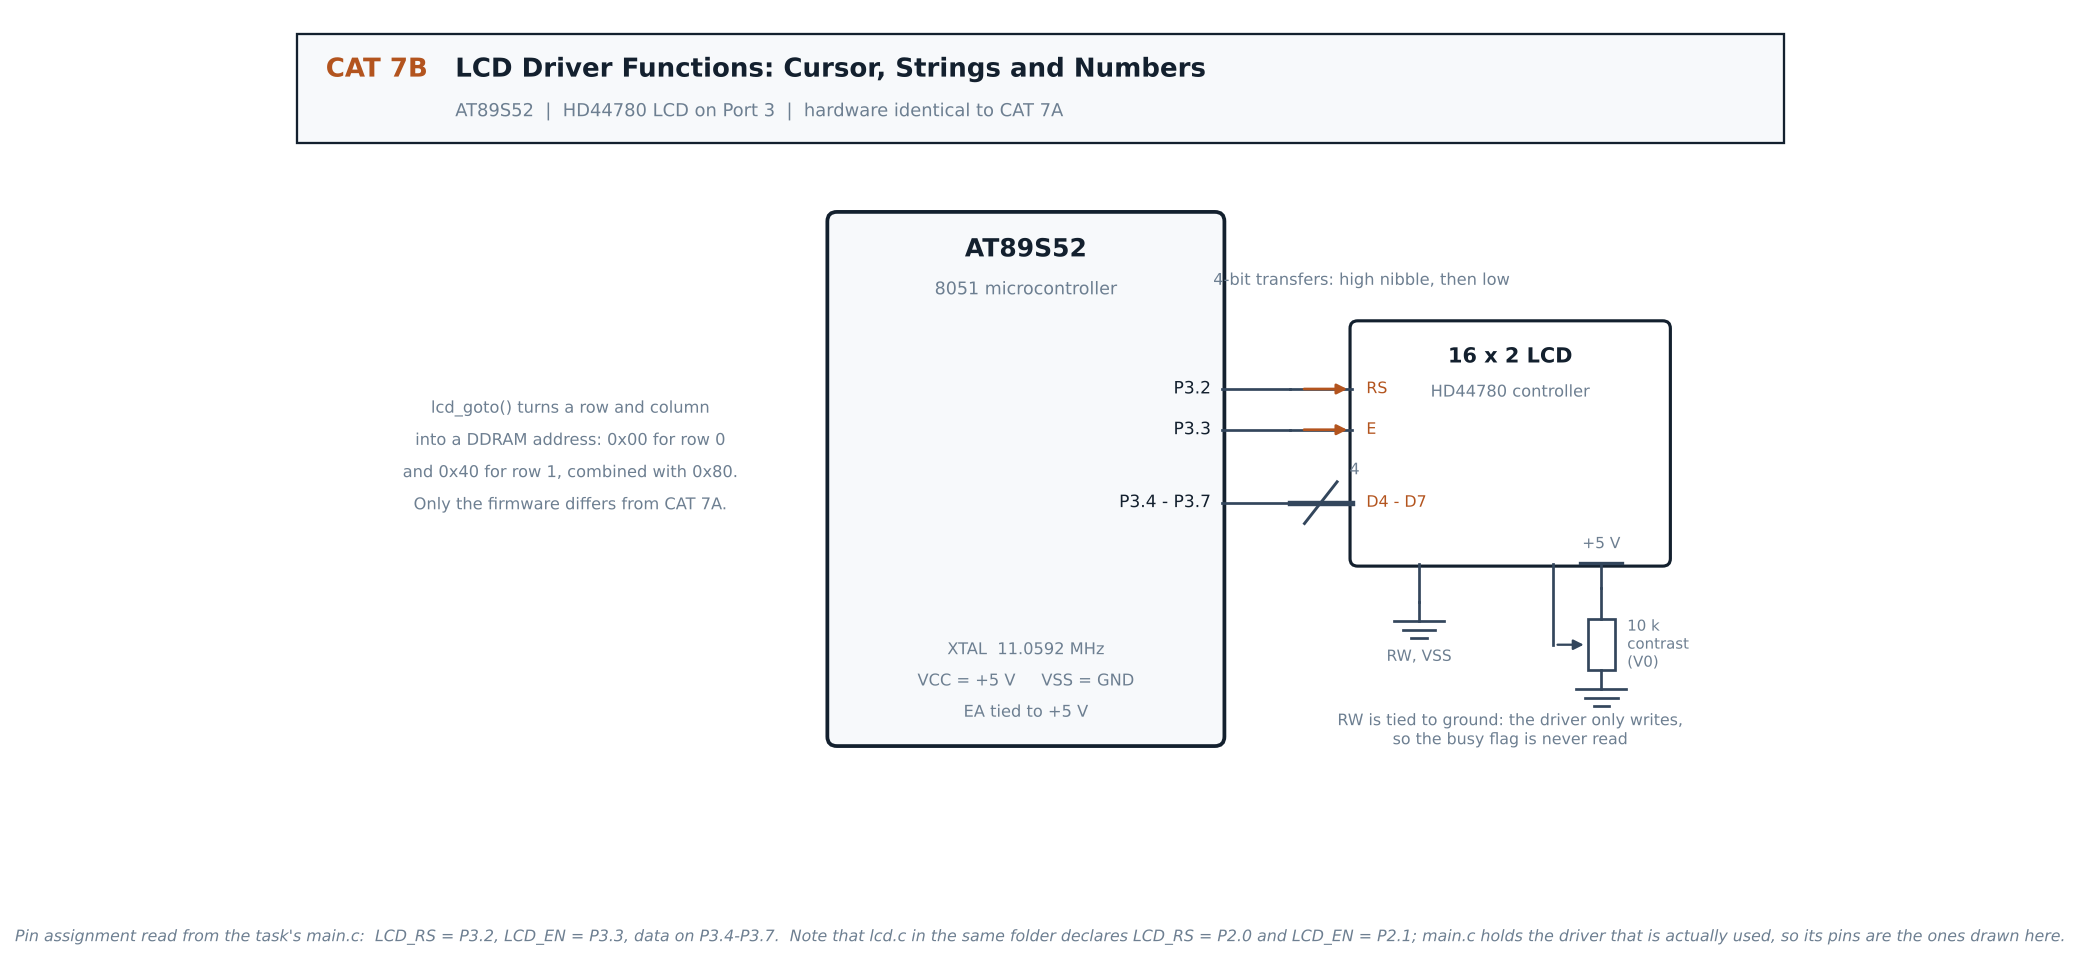 CAT 7B LCD Driver Functions: Cursor, Strings and Numbers
AT89S52 | HD44780 LCD on Port 3 | hardware identical to CAT 7A
AT89S52
8051 microcontroller
4-bit transfers: high nibble, then low
16 x 2 LCD
HD44780 controller
P3.2
RS
P3.3
E
4
P3.4 - P3.7
D4 - D7
+5 V
lcd_goto() turns a row and column
into a DDRAM address: 0x00 for row 0
and 0x40 for row 1, combined with 0x80.
Only the firmware differs from CAT 7A.
XTAL 11.0592 MHz
VCC = +5 V VSS = GND
EA tied to +5 V
RW, VSS
10 k
contrast
(V0)
RW is tied to ground: the driver only writes,
so the busy flag is never read
Pin assignment read from the task's main.c: LCD_RS = P3.2, LCD_EN = P3.3, data on P3.4-P3.7. Note that lcd.c in the same folder declares LCD_RS = P2.0 and LCD_EN = P2.1; main.c holds the driver that is actually used, so its pins are the ones drawn here.